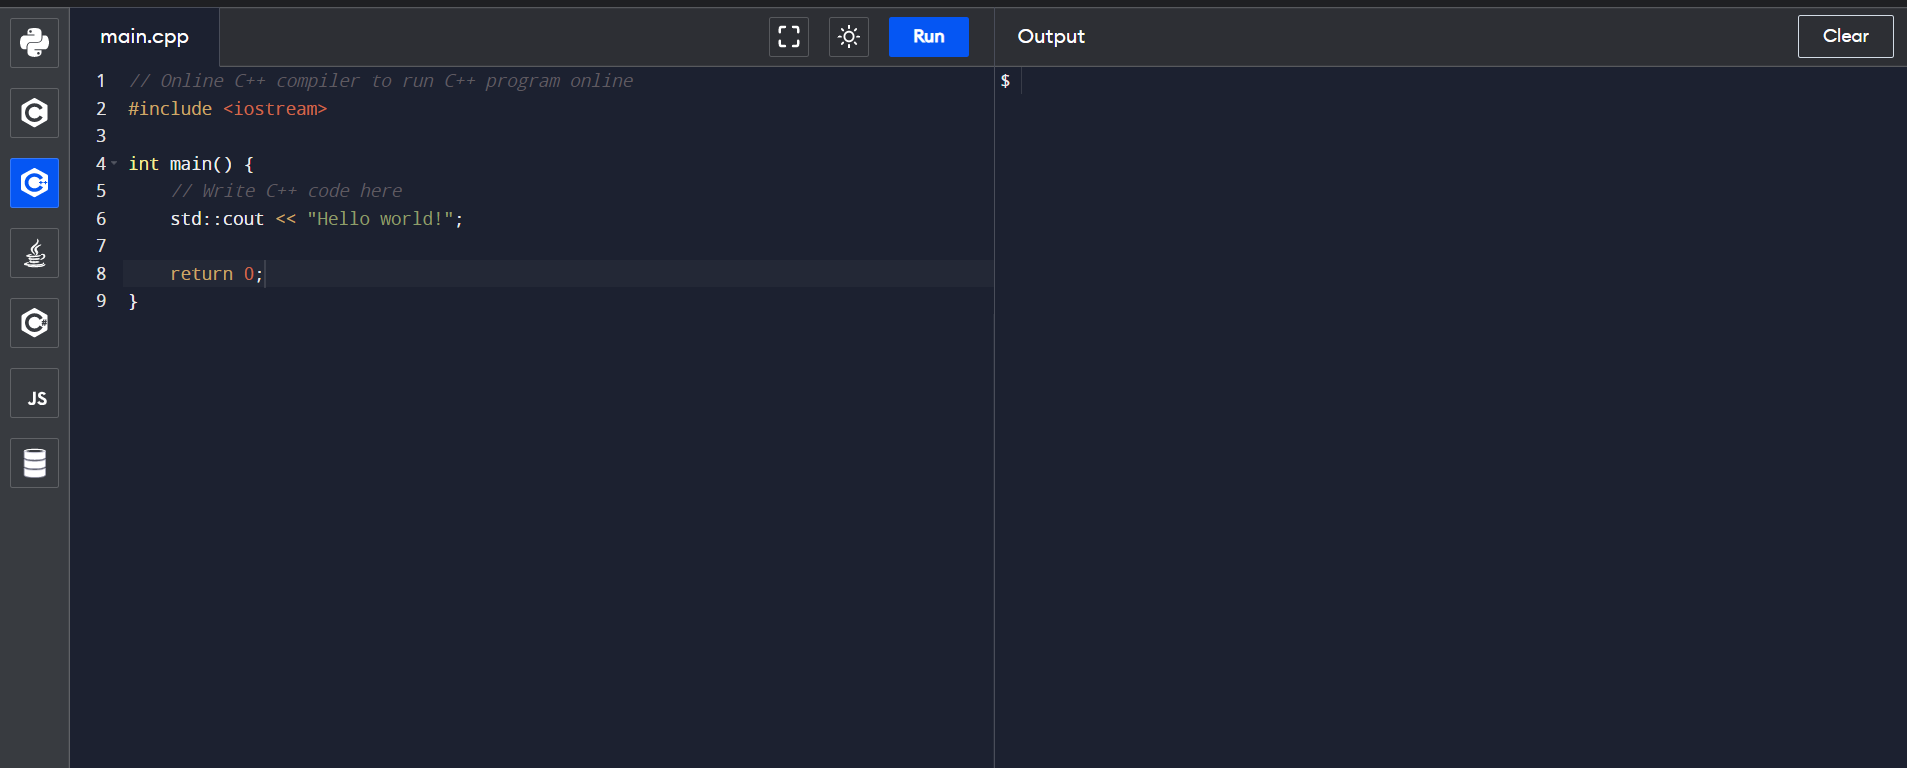 main.cpp
Run
Output
Clear
1 // Online C++ compiler to run C++ program online
2 #include <iostream>
3
4 int main() {
5     // Write C++ code here
6     std::cout << "Hello world!";
7
8     return 0;
9 }
$
C
C++
C#
JS